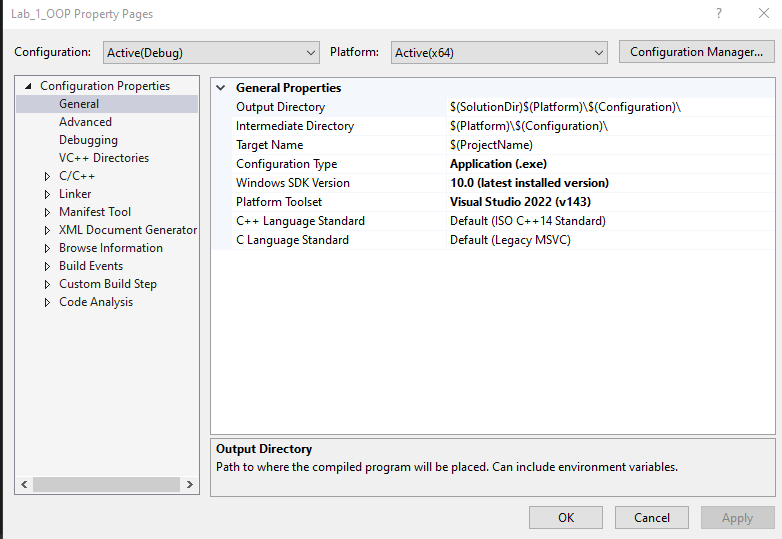 Lab_1_OOP Property Pages
?
Configuration: Active(Debug) Platform: Active(x64) Configuration Manager...
Configuration Properties
General
Advanced
Debugging
VC++ Directories
C/C++
Linker
Manifest Tool
XML Document Generator
Browse Information
Build Events
Custom Build Step
Code Analysis
General Properties
Output Directory $(SolutionDir)$(Platform)\$(Configuration)\
Intermediate Directory $(Platform)\$(Configuration)\
Target Name $(ProjectName)
Configuration Type Application (.exe)
Windows SDK Version 10.0 (latest installed version)
Platform Toolset Visual Studio 2022 (v143)
C++ Language Standard Default (ISO C++14 Standard)
C Language Standard Default (Legacy MSVC)
Output Directory
Path to where the compiled program will be placed. Can include environment variables.
OK Cancel Apply